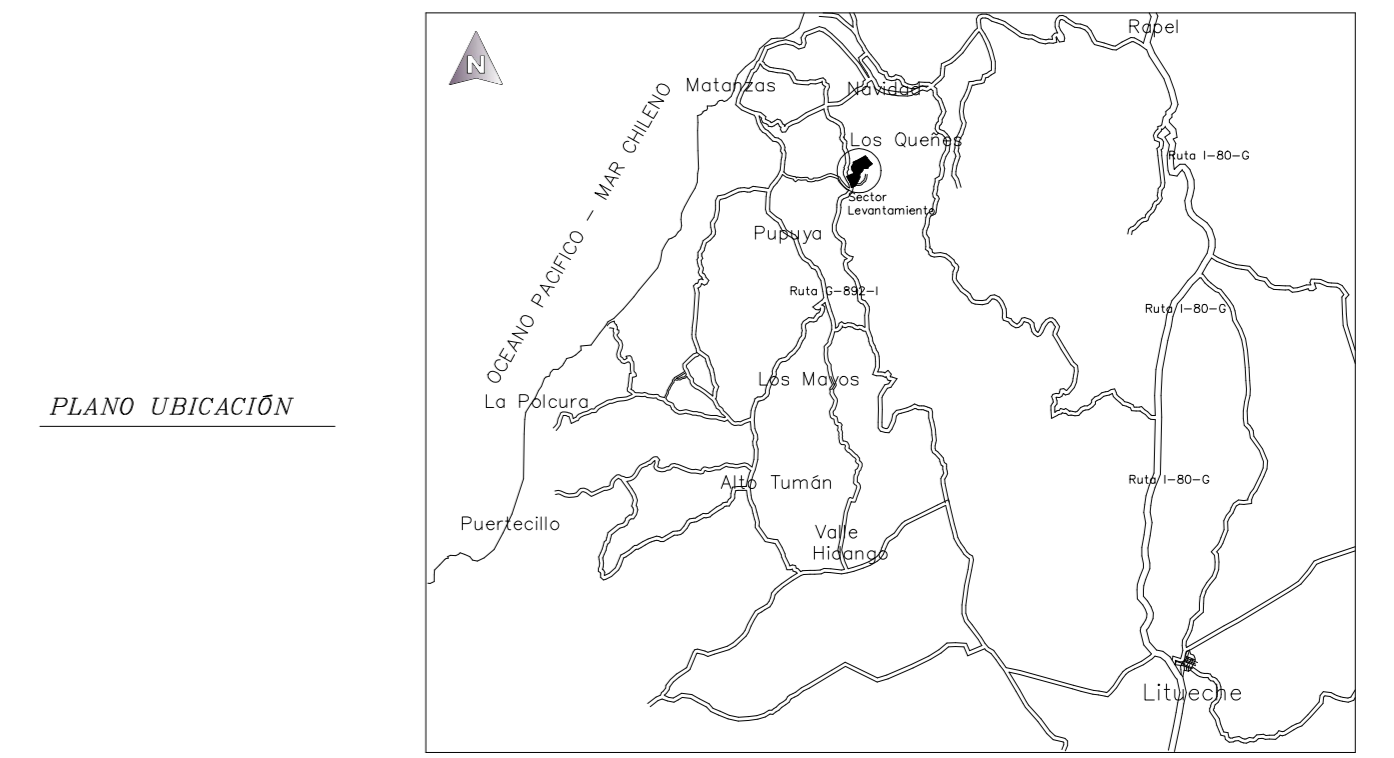 PLANO UBICACIÓN
N
Rapel
Matanzas
Navidad
OCEANO PACIFICO - MAR CHILENO
Los Queñes
Ruta I-80-G
Sector
Levantamiento
Pupuya
Ruta G-892-I
Ruta I-80-G
Los Mayos
La Polcura
Alto Tumán
Ruta I-80-G
Puertecillo
Valle
Hidango
Litueche